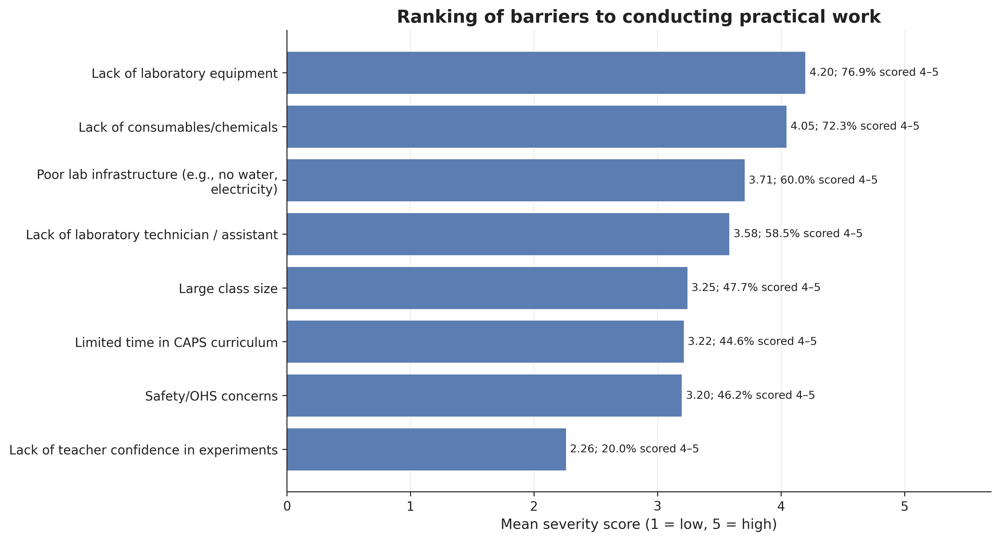 Ranking of barriers to conducting practical work
Lack of laboratory equipment
4.20; 76.9% scored 4–5
Lack of consumables/chemicals
4.05; 72.3% scored 4–5
Poor lab infrastructure (e.g., no water,
electricity)
3.71; 60.0% scored 4–5
Lack of laboratory technician / assistant
3.58; 58.5% scored 4–5
Large class size
3.25; 47.7% scored 4–5
Limited time in CAPS curriculum
3.22; 44.6% scored 4–5
Safety/OHS concerns
3.20; 46.2% scored 4–5
Lack of teacher confidence in experiments
2.26; 20.0% scored 4–5
0 1 2 3 4 5
Mean severity score (1 = low, 5 = high)